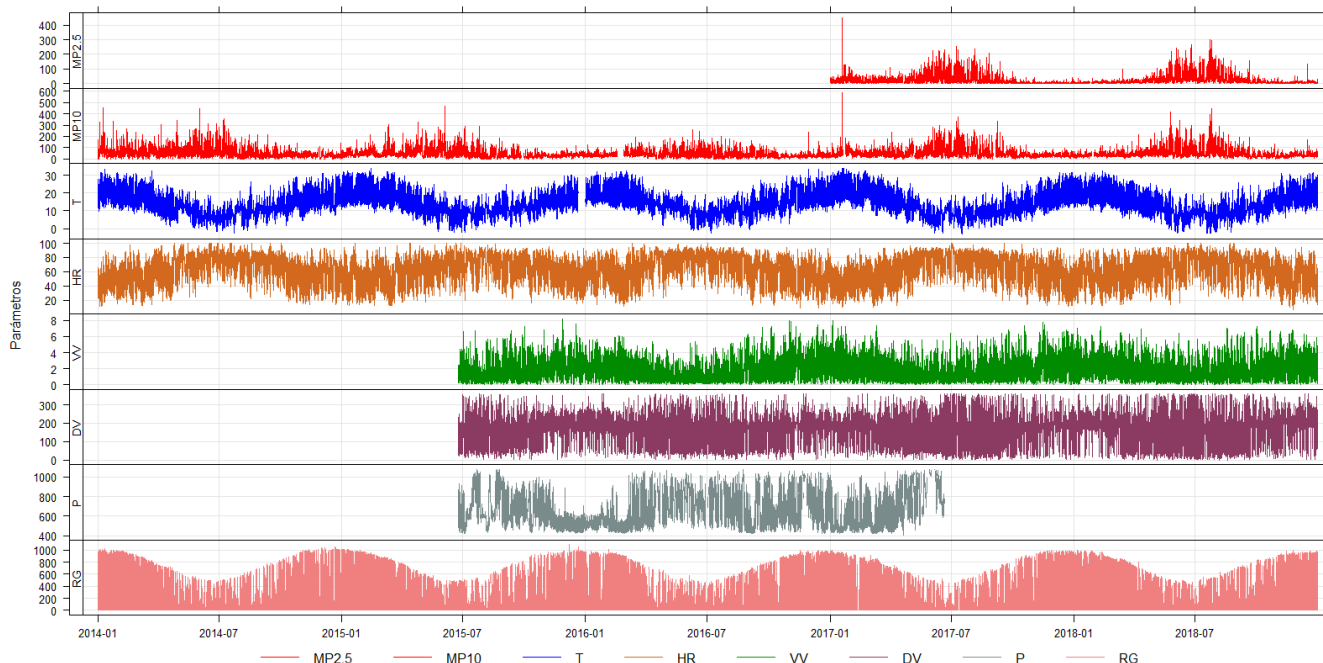 Parámetros
MP2.5
0 100 200 300 400
MP10
0 100 200 300 400 500 600
T
0 10 20 30
HR
20 40 60 80 100
VV
0 2 4 6 8
DV
0 100 200 300
P
400 600 800 1000
RG
0 200 400 600 800 1000
2014-01 2014-07 2015-01 2015-07 2016-01 2016-07 2017-01 2017-07 2018-01 2018-07
MP2.5 MP10 T HR VV DV P RG